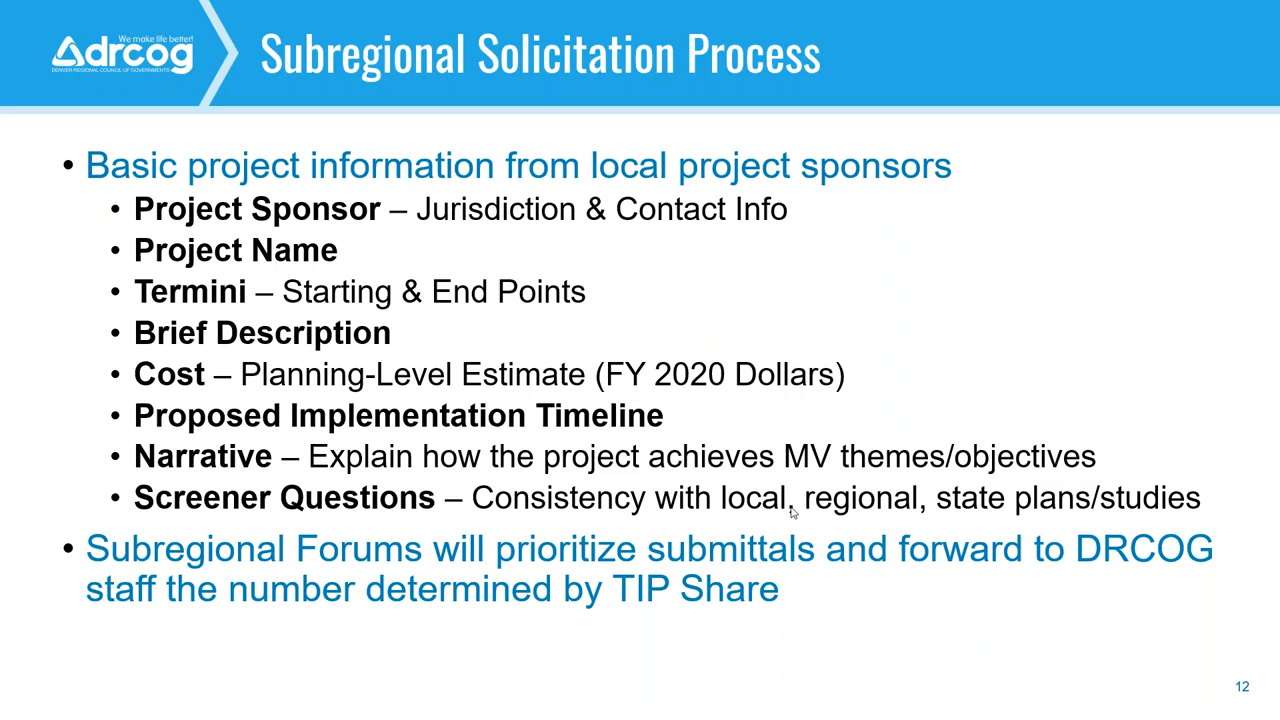 We make life better!
drcog
DENVER REGIONAL COUNCIL OF GOVERNMENTS
Subregional Solicitation Process
• Basic project information from local project sponsors
• Project Sponsor – Jurisdiction & Contact Info
• Project Name
• Termini – Starting & End Points
• Brief Description
• Cost – Planning-Level Estimate (FY 2020 Dollars)
• Proposed Implementation Timeline
• Narrative – Explain how the project achieves MV themes/objectives
• Screener Questions – Consistency with local, regional, state plans/studies
• Subregional Forums will prioritize submittals and forward to DRCOG
staff the number determined by TIP Share
12